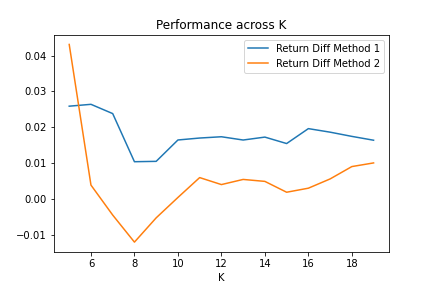 Performance across K
Return Diff Method 1
Return Diff Method 2
0.04
0.03
0.02
0.01
0.00
−0.01
6 8 10 12 14 16 18
K